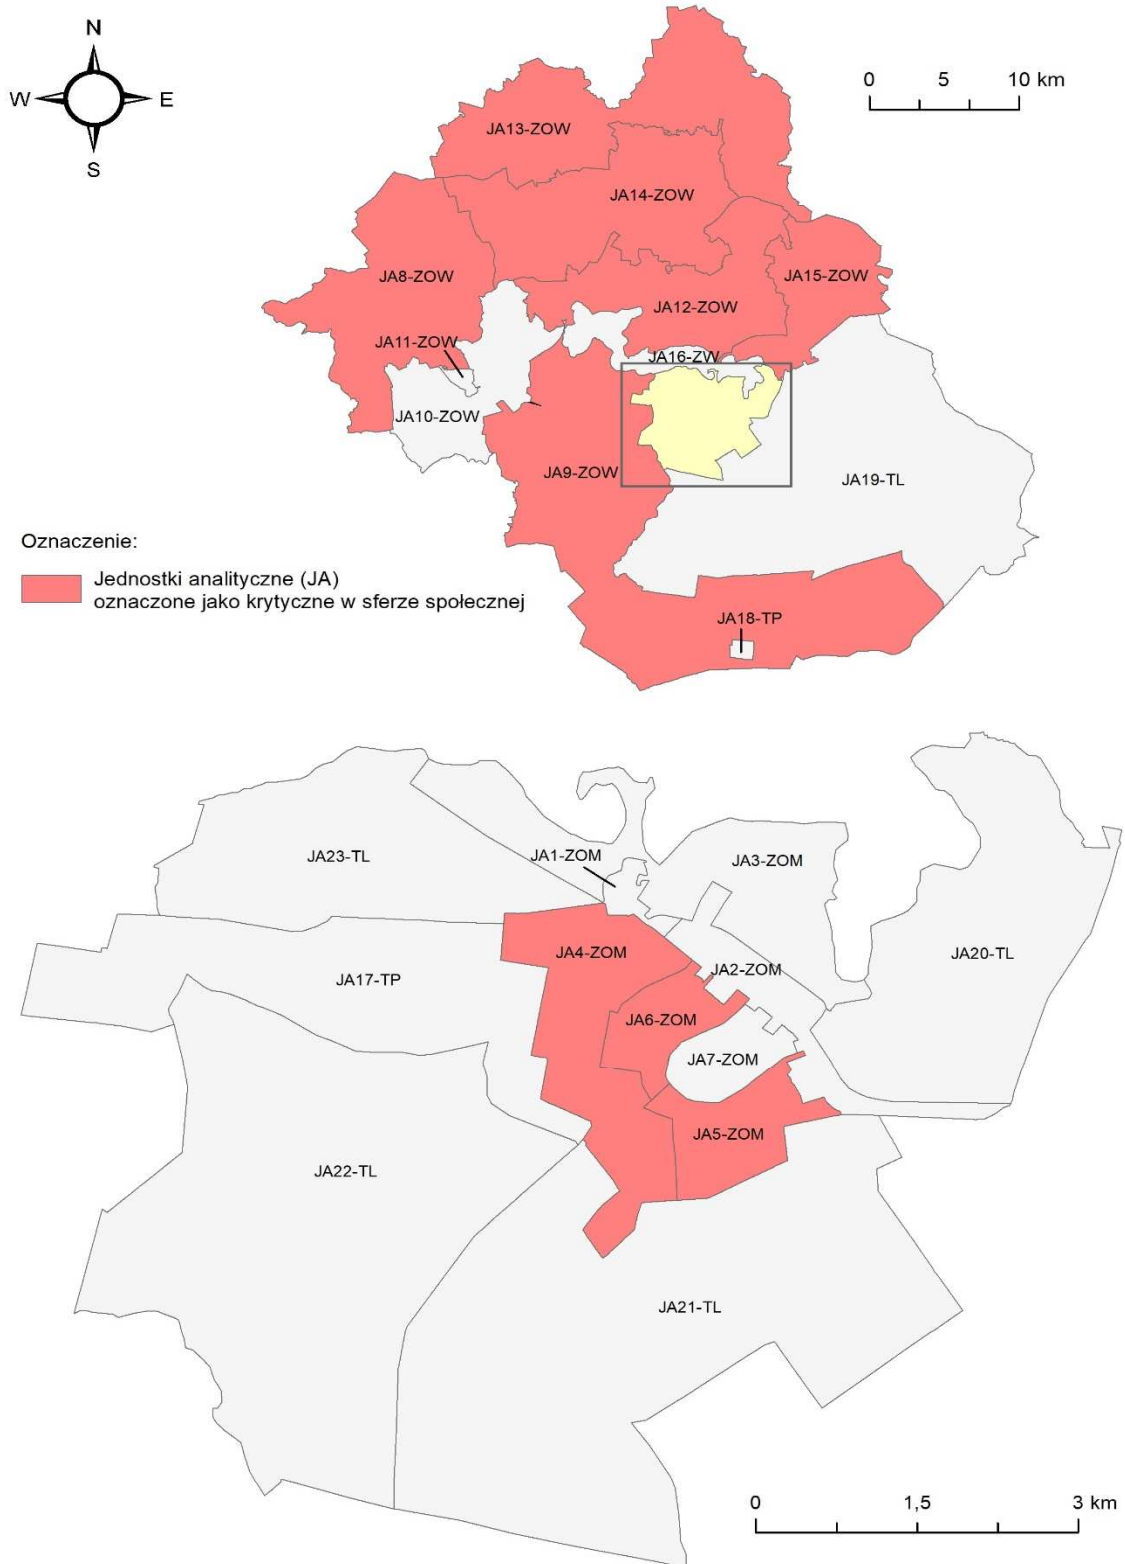 N
W E
S
0 5 10 km
JA13-ZOW
JA14-ZOW
JA8-ZOW
JA15-ZOW
JA12-ZOW
JA11-ZOW
JA16-ZW
JA10-ZOW
JA9-ZOW
JA19-TL
Oznaczenie:
Jednostki analityczne (JA)
oznaczone jako krytyczne w sferze społecznej
JA18-TP
JA23-TL
JA1-ZOM
JA3-ZOM
JA4-ZOM
JA20-TL
JA2-ZOM
JA17-TP
JA6-ZOM
JA7-ZOM
JA5-ZOM
JA22-TL
JA21-TL
0 1,5 3 km